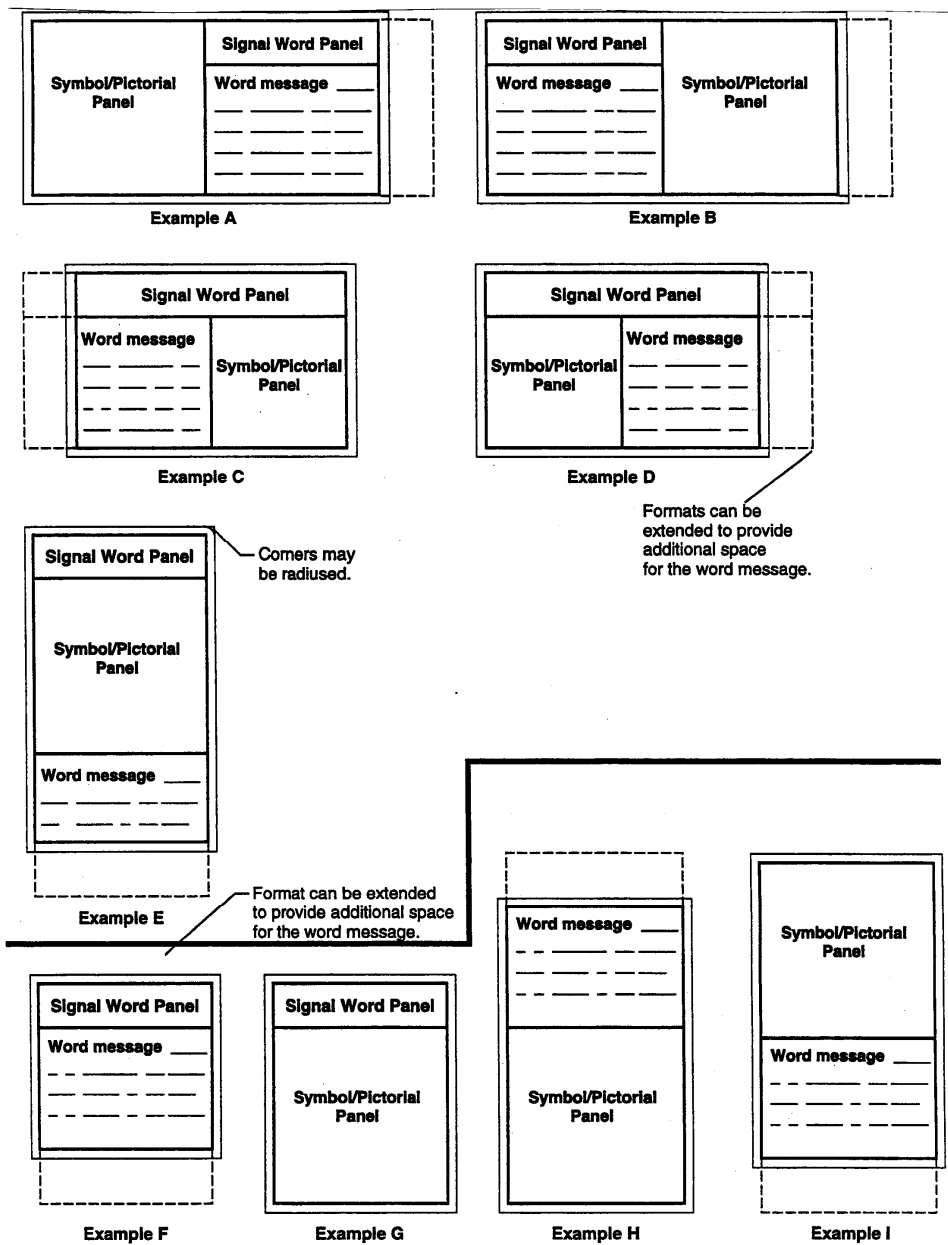 Symbol/Pictorial
Panel
Signal Word Panel
Word message
Example A
Signal Word Panel
Word message
Symbol/Pictorial
Panel
Example B
Signal Word Panel
Word message
Symbol/Pictorial
Panel
Example C
Signal Word Panel
Symbol/Pictorial
Panel
Word message
Example D
Formats can be
extended to provide
additional space
for the word message.
Signal Word Panel
Corners may
be radiused.
Symbol/Pictorial
Panel
Word message
Example E
Format can be extended
to provide additional space
for the word message.
Signal Word Panel
Word message
Example F
Signal Word Panel
Symbol/Pictorial
Panel
Example G
Word message
Symbol/Pictorial
Panel
Example H
Symbol/Pictorial
Panel
Word message
Example I